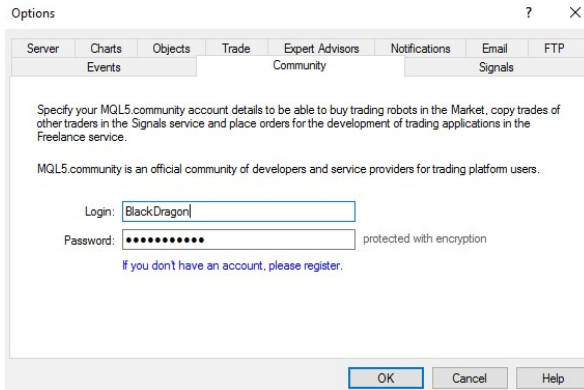 Options ? ×
Server Charts Objects Trade Expert Advisors Notifications Email FTP
Events Community Signals
Specify your MQL5.community account details to be able to buy trading robots in the Market, copy trades of
other traders in the Signals service and place orders for the development of trading applications in the
Freelance service.
MQL5.community is an official community of developers and service providers for trading platform users.
Login: BlackDragon
Password: ●●●●●●●●●●● protected with encryption
If you don't have an account, please register.
OK Cancel Help